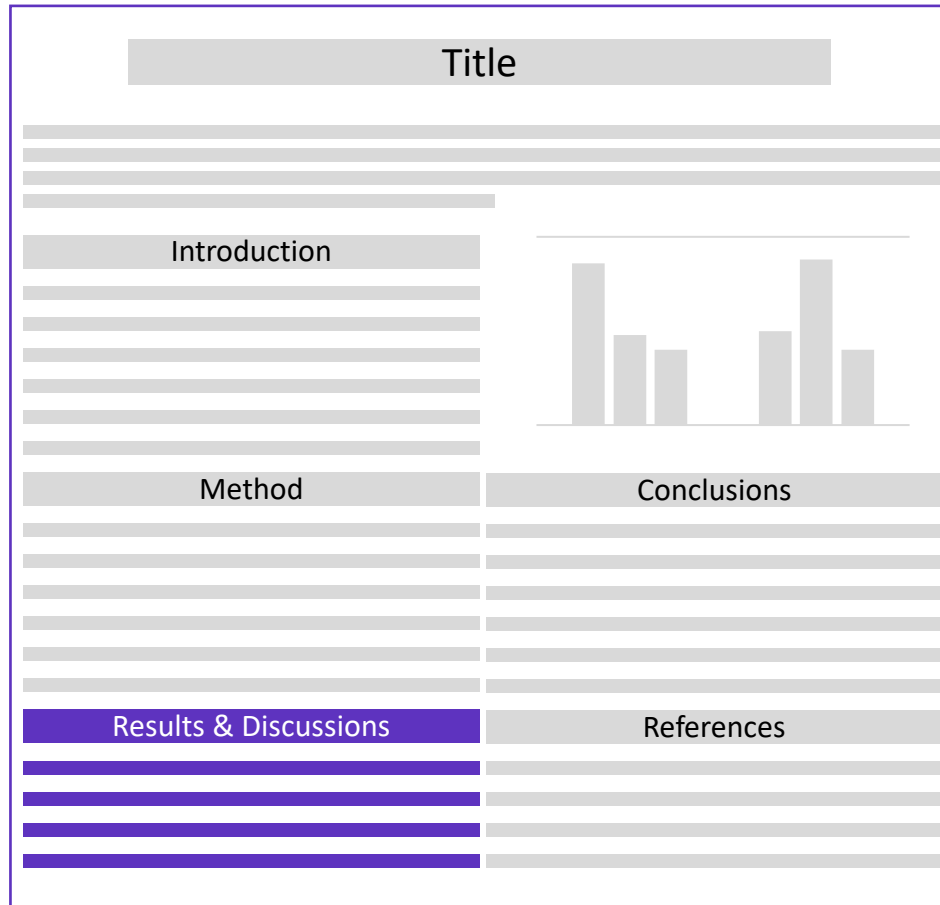 Title
Introduction
Method
Results & Discussions
Conclusions
References